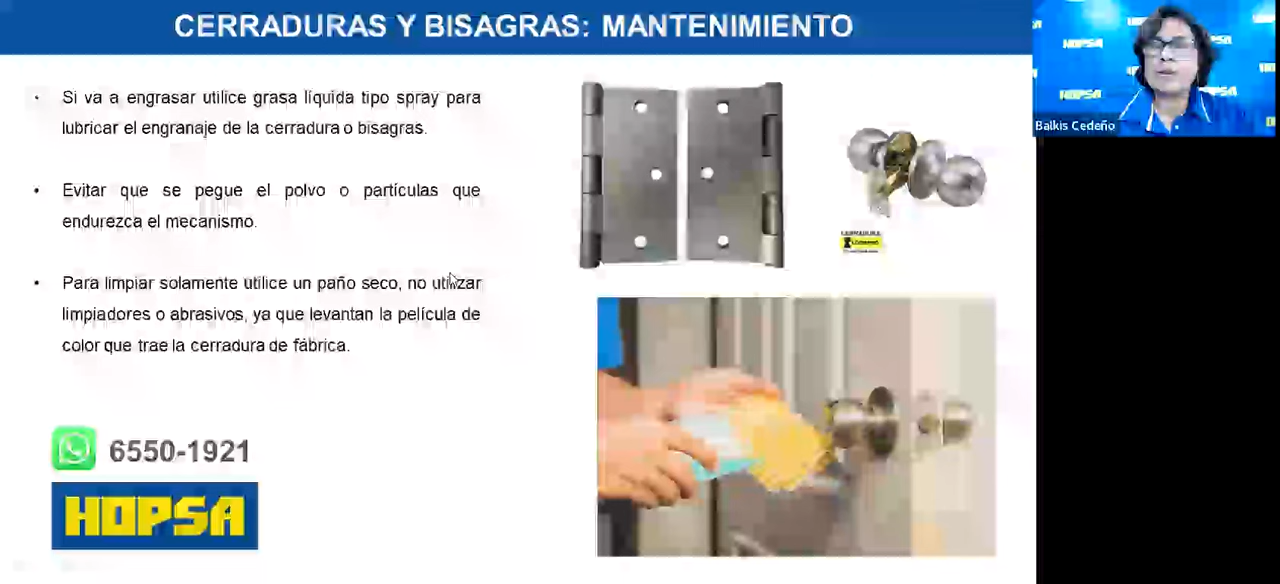 CERRADURAS Y BISAGRAS: MANTENIMIENTO
• Si va a engrasar utilice grasa líquida tipo spray para
lubricar el engranaje de la cerradura o bisagras.
• Evitar que se pegue el polvo o partículas que
endurezca el mecanismo.
• Para limpiar solamente utilice un paño seco, no utilizar
limpiadores o abrasivos, ya que levantan la película de
color que trae la cerradura de fábrica.
6550-1921
HOPSA
HOPSA
HOPSA
Balkis Cedeño